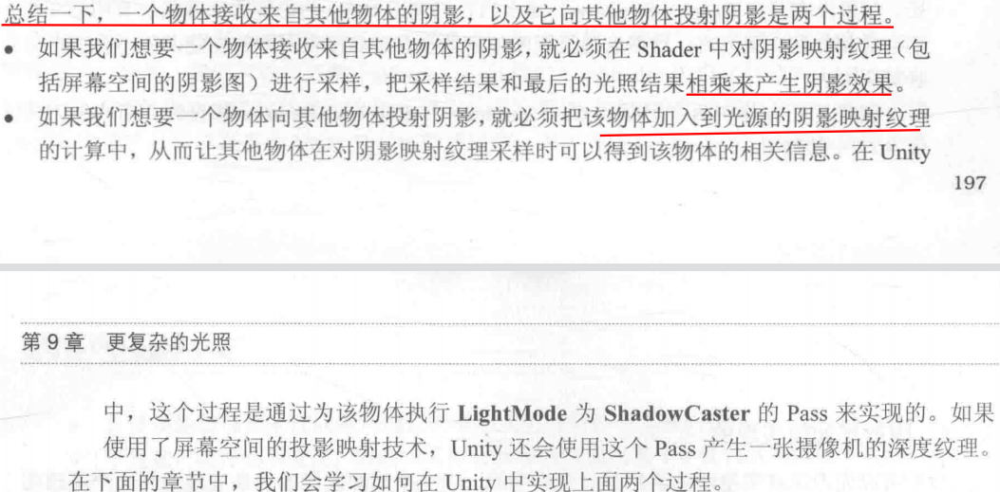 总结一下，一个物体接收来自其他物体的阴影，以及它向其他物体投射阴影是两个过程。
● 如果我们想要一个物体接收来自其他物体的阴影，就必须在 Shader 中对阴影映射纹理（包
括屏幕空间的阴影图）进行采样，把采样结果和最后的光照结果相乘来产生阴影效果。
● 如果我们想要一个物体向其他物体投射阴影，就必须把该物体加入到光源的阴影映射纹理
的计算中，从而让其他物体在对阴影映射纹理采样时可以得到该物体的相关信息。在 Unity
197
第 9 章 更复杂的光照
中，这个过程是通过为该物体执行 LightMode 为 ShadowCaster 的 Pass 来实现的。如果
使用了屏幕空间的投影映射技术，Unity 还会使用这个 Pass 产生一张摄像机的深度纹理。
在下面的章节中，我们会学习如何在 Unity 中实现上面两个过程。